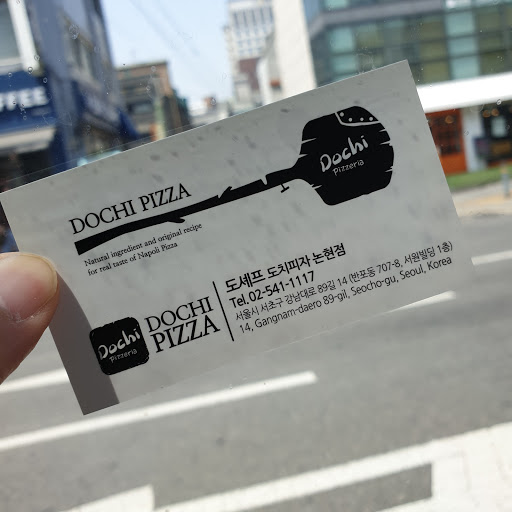 COFFEE
DOCHI PIZZA
Natural ingredient and original recipe
for real taste of Napoli Pizza
Dochi
Pizzeria
Dochi
Pizzeria
DOCHI
PIZZA
도셰프 도치피자 논현점
Tel. 02-541-1117
서울시 서초구 강남대로 89길 14 (반포동 707-8, 서원빌딩 1층)
14, Gangnam-daero 89-gil, Seocho-gu, Seoul, Korea